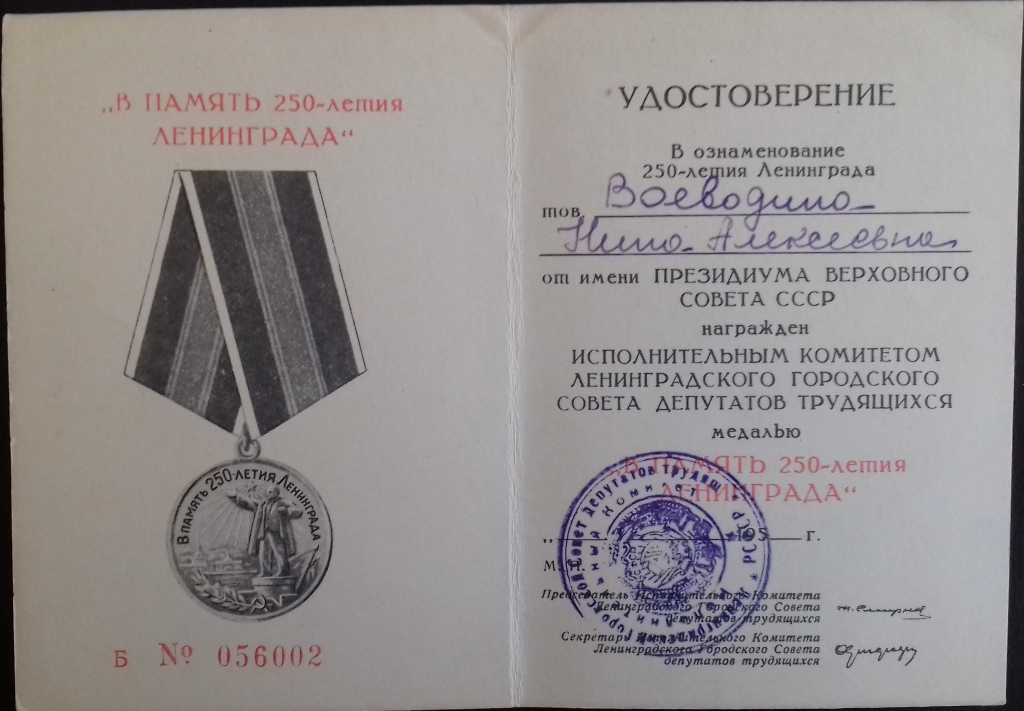 „В ПАМЯТЬ 250-летия
ЛЕНИНГРАДА“
В ПАМЯТЬ 250-ЛЕТИЯ ЛЕНИНГРАДА
Б № 056002
УДОСТОВЕРЕНИЕ
В ознаменование
250-летия Ленинграда
тов. Воеводина
Нина Алексеевна
от имени ПРЕЗИДИУМА ВЕРХОВНОГО
СОВЕТА СССР
награжден
ИСПОЛНИТЕЛЬНЫМ КОМИТЕТОМ
ЛЕНИНГРАДСКОГО ГОРОДСКОГО
СОВЕТА ДЕПУТАТОВ ТРУДЯЩИХСЯ
медалью
„В ПАМЯТЬ 250-летия
ЛЕНИНГРАДА“
195 г.
М. П.
Председатель Исполнительного Комитета
Ленинградского Городского Совета
депутатов трудящихся
Секретарь Исполнительного Комитета
Ленинградского Городского Совета
депутатов трудящихся